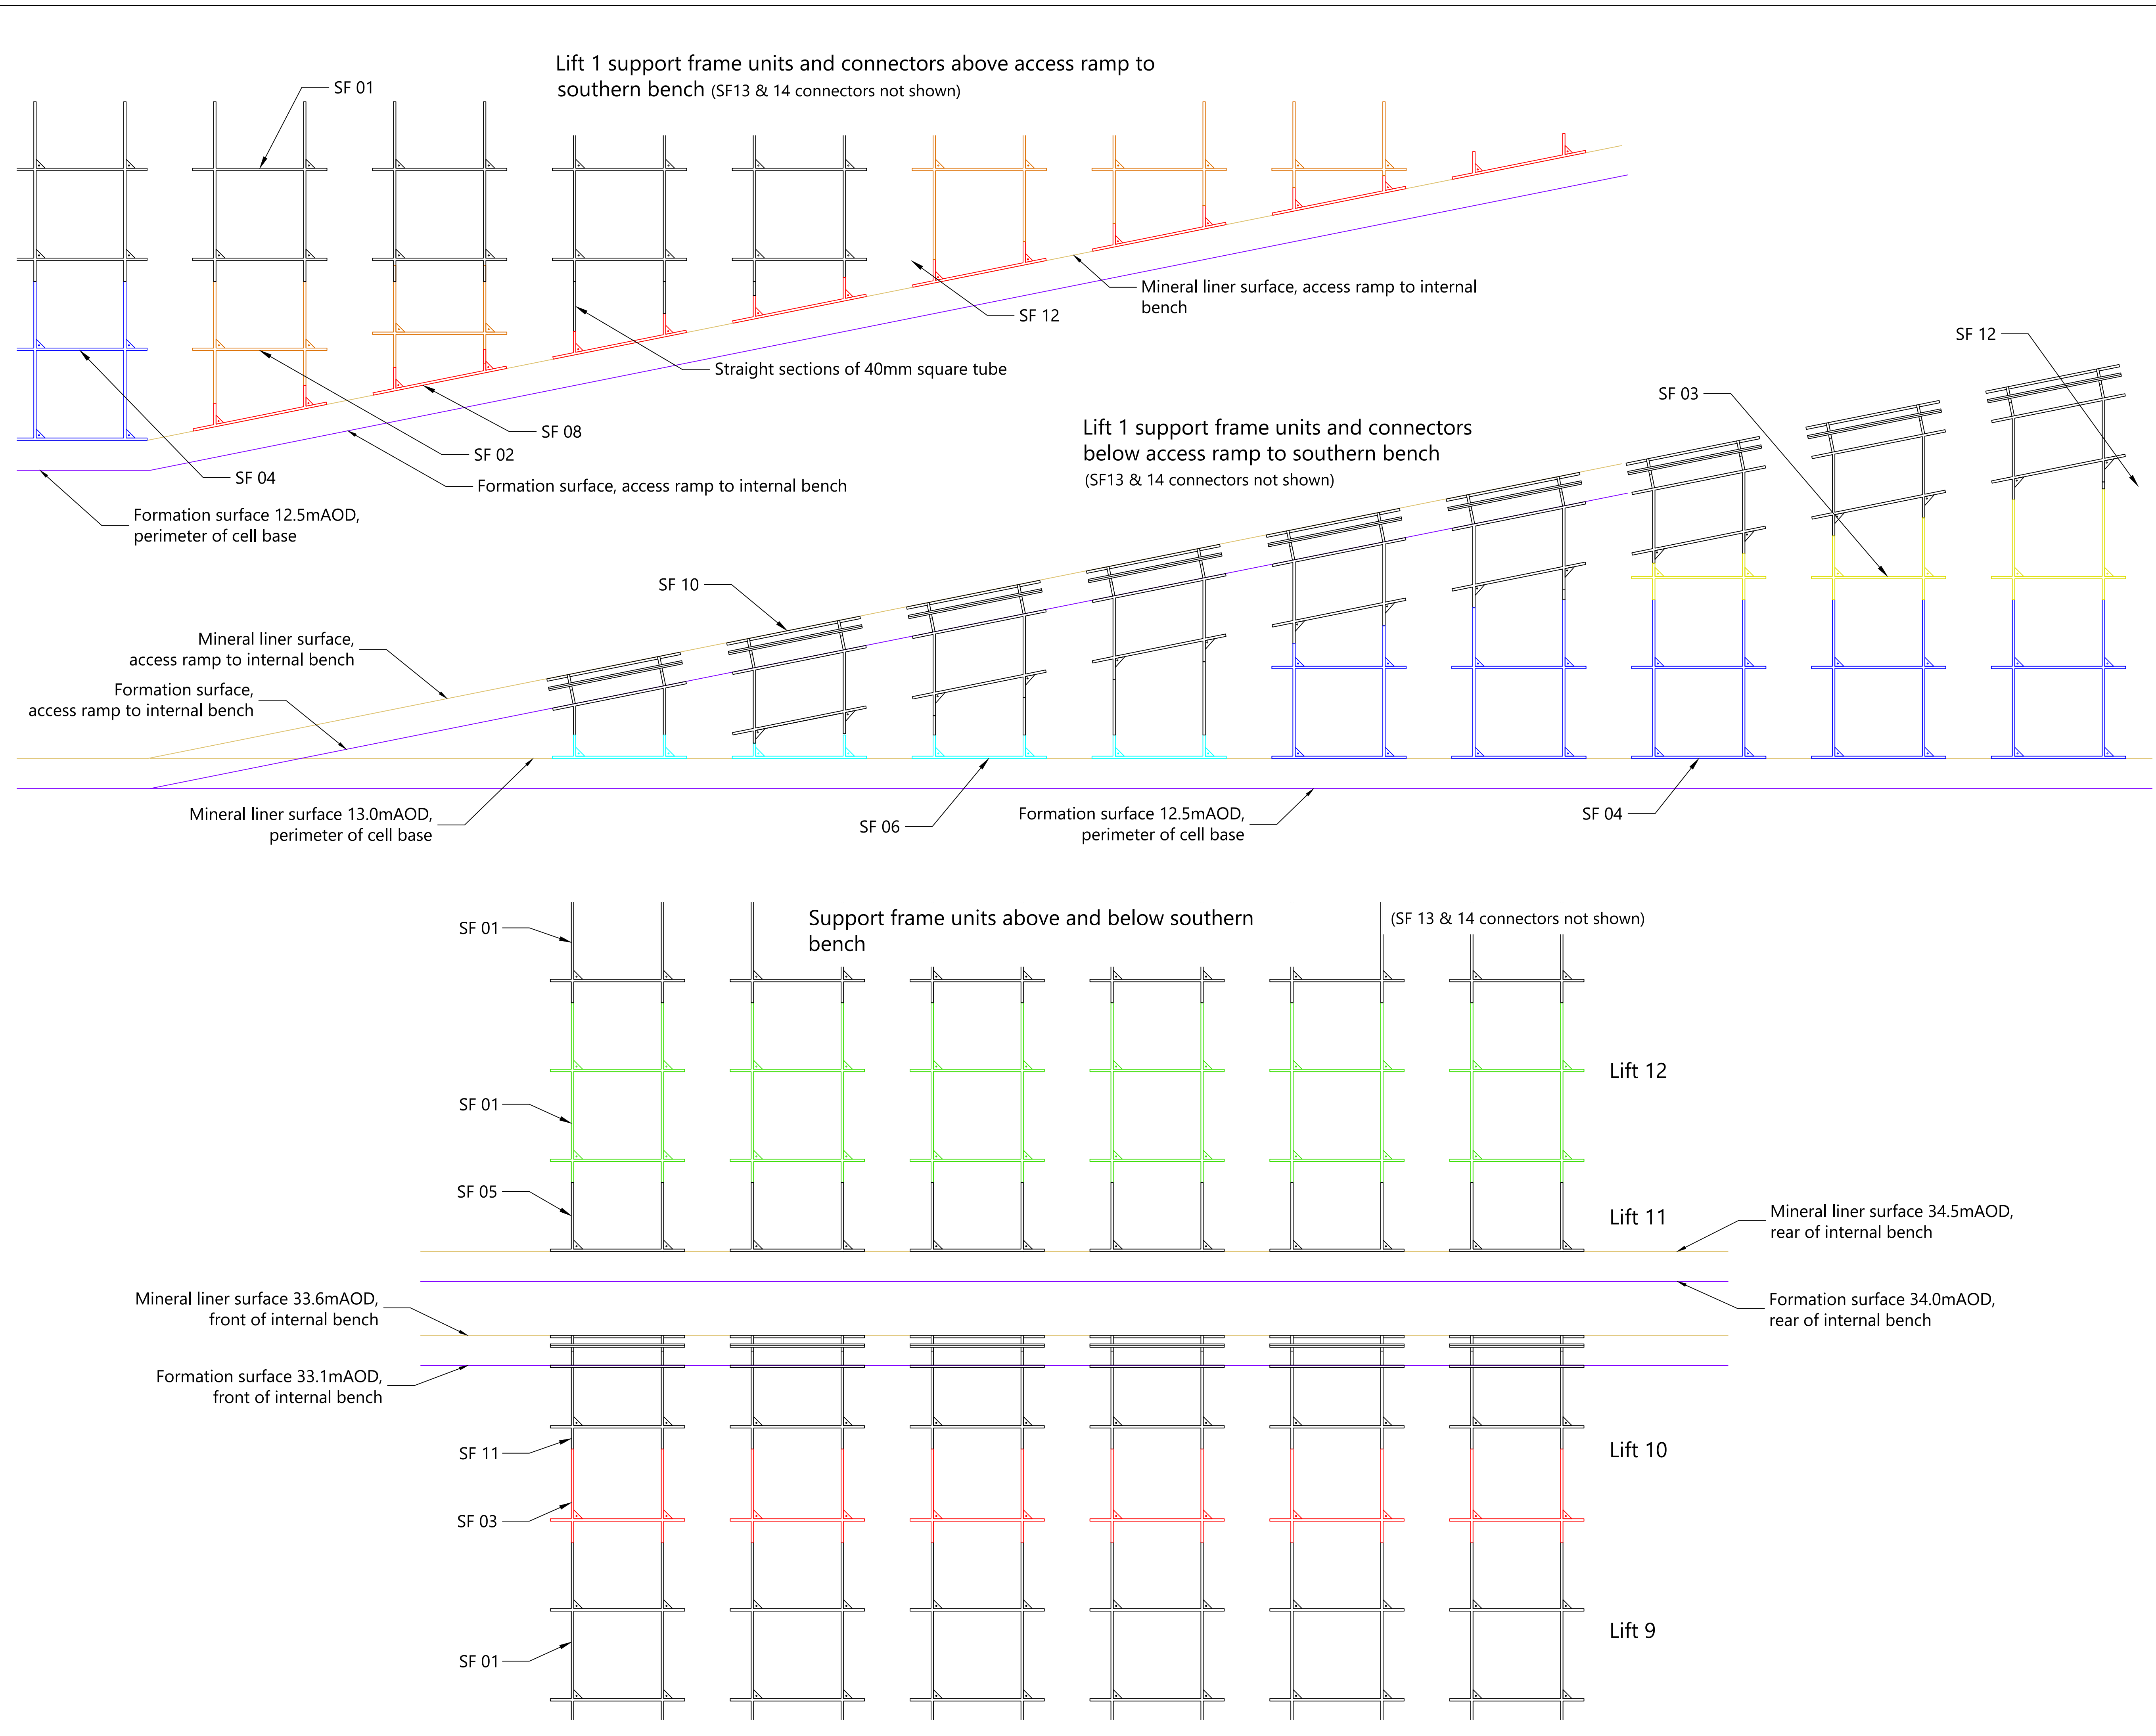 Lift 1 support frame units and connectors above access ramp to
southern bench (SF13 & 14 connectors not shown)
SF 01
SF 12
Mineral liner surface, access ramp to internal
bench
Straight sections of 40mm square tube
SF 08
SF 02
SF 04
Formation surface, access ramp to internal bench
Formation surface 12.5mAOD,
perimeter of cell base
SF 12
SF 03
Lift 1 support frame units and connectors
below access ramp to southern bench
(SF13 & 14 connectors not shown)
SF 10
Mineral liner surface,
access ramp to internal bench
Formation surface,
access ramp to internal bench
Mineral liner surface 13.0mAOD,
perimeter of cell base
SF 06
Formation surface 12.5mAOD,
perimeter of cell base
SF 04
Support frame units above and below southern
bench
(SF 13 & 14 connectors not shown)
SF 01
Lift 12
SF 01
SF 05
Lift 11
Mineral liner surface 34.5mAOD,
rear of internal bench
Mineral liner surface 33.6mAOD,
front of internal bench
Formation surface 34.0mAOD,
rear of internal bench
Formation surface 33.1mAOD,
front of internal bench
SF 11
Lift 10
SF 03
Lift 9
SF 01